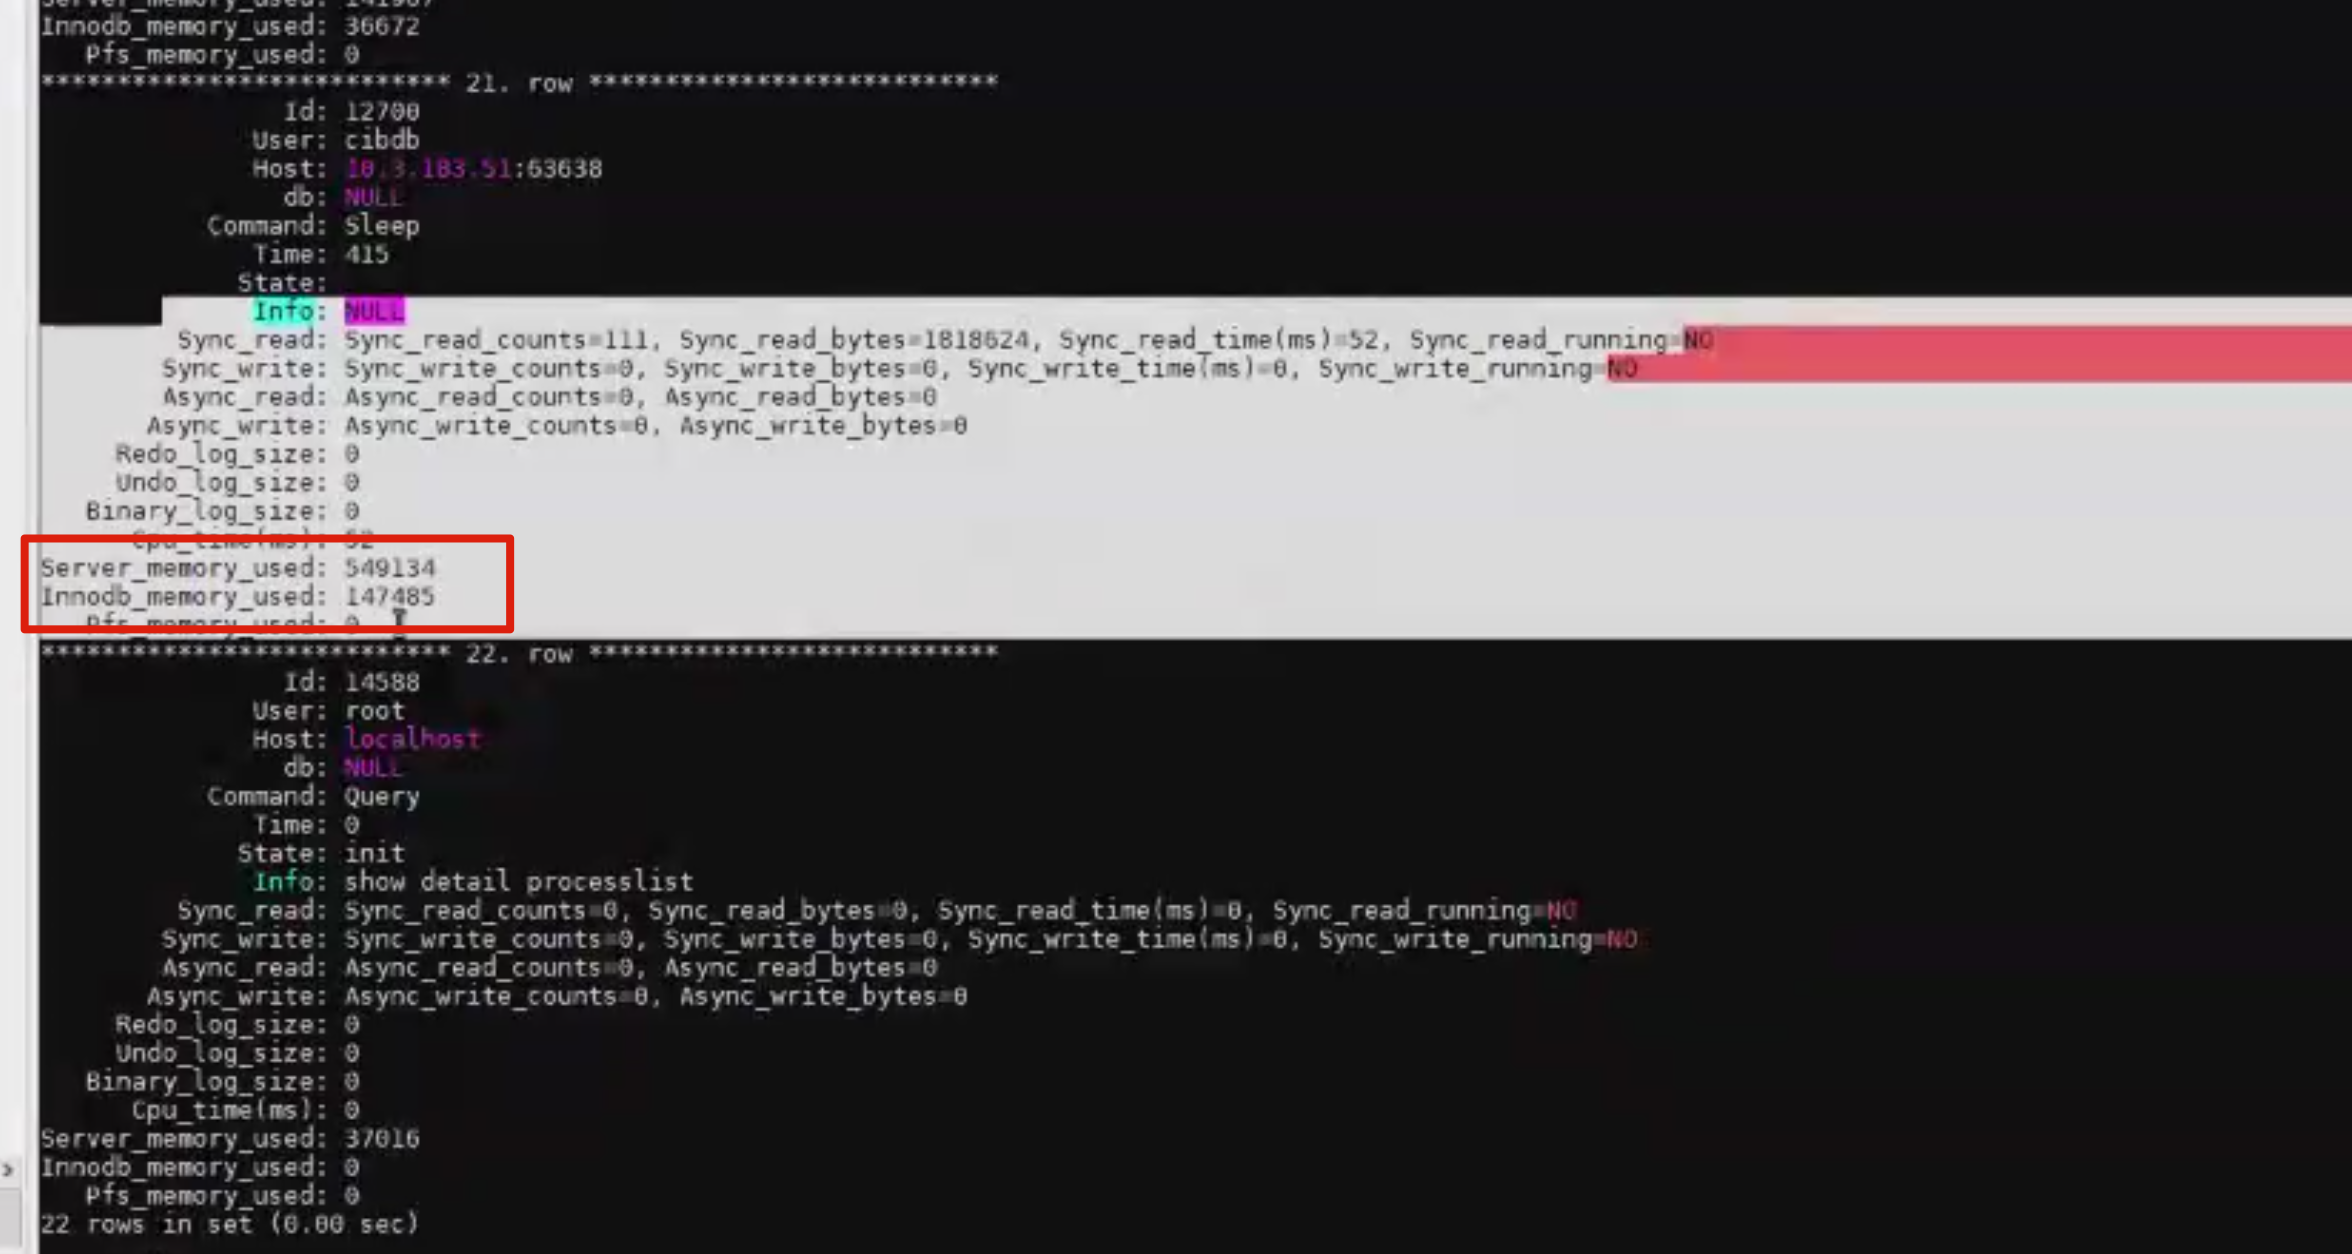 Server_memory_used: 141987
Innodb_memory_used: 36672
Pfs_memory_used: 0
*************************** 21. row ***************************
Id: 12700
User: cibdb
Host: 10.3.183.51:63638
db: NULL
Command: Sleep
Time: 415
State:
Info: NULL
Sync_read: Sync_read_counts=111, Sync_read_bytes=1818624, Sync_read_time(ms)=52, Sync_read_running=NO
Sync_write: Sync_write_counts=0, Sync_write_bytes=0, Sync_write_time(ms)=0, Sync_write_running=NO
Async_read: Async_read_counts=0, Async_read_bytes=0
Async_write: Async_write_counts=0, Async_write_bytes=0
Redo_log_size: 0
Undo_log_size: 0
Binary_log_size: 0
Cpu_time(ms): 52
Server_memory_used: 549134
Innodb_memory_used: 147485
Pfs_memory_used: 0
*************************** 22. row ***************************
Id: 14588
User: root
Host: localhost
db: NULL
Command: Query
Time: 0
State: init
Info: show detail processlist
Sync_read: Sync_read_counts=0, Sync_read_bytes=0, Sync_read_time(ms)=0, Sync_read_running=NO
Sync_write: Sync_write_counts=0, Sync_write_bytes=0, Sync_write_time(ms)=0, Sync_write_running=NO
Async_read: Async_read_counts=0, Async_read_bytes=0
Async_write: Async_write_counts=0, Async_write_bytes=0
Redo_log_size: 0
Undo_log_size: 0
Binary_log_size: 0
Cpu_time(ms): 0
Server_memory_used: 37016
Innodb_memory_used: 0
Pfs_memory_used: 0
22 rows in set (0.00 sec)